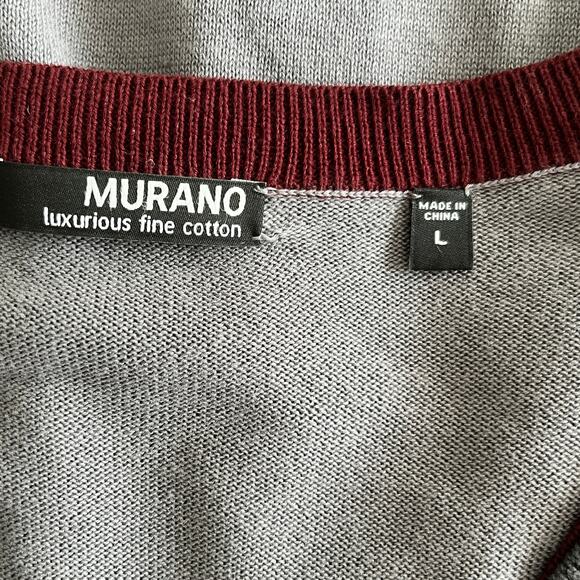 MURANO
luxurious fine cotton
MADE IN
CHINA
L